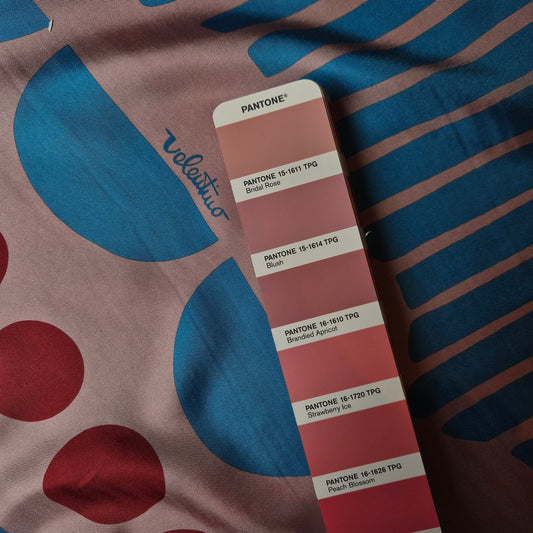 PANTONE®
PANTONE 15-1611 TPG
Bridal Rose
Valentino
PANTONE 15-1614 TPG
Blush
PANTONE 16-1610 TPG
Brandied Apricot
PANTONE 16-1720 TPG
Strawberry Ice
PANTONE 16-1626 TPG
Peach Blossom